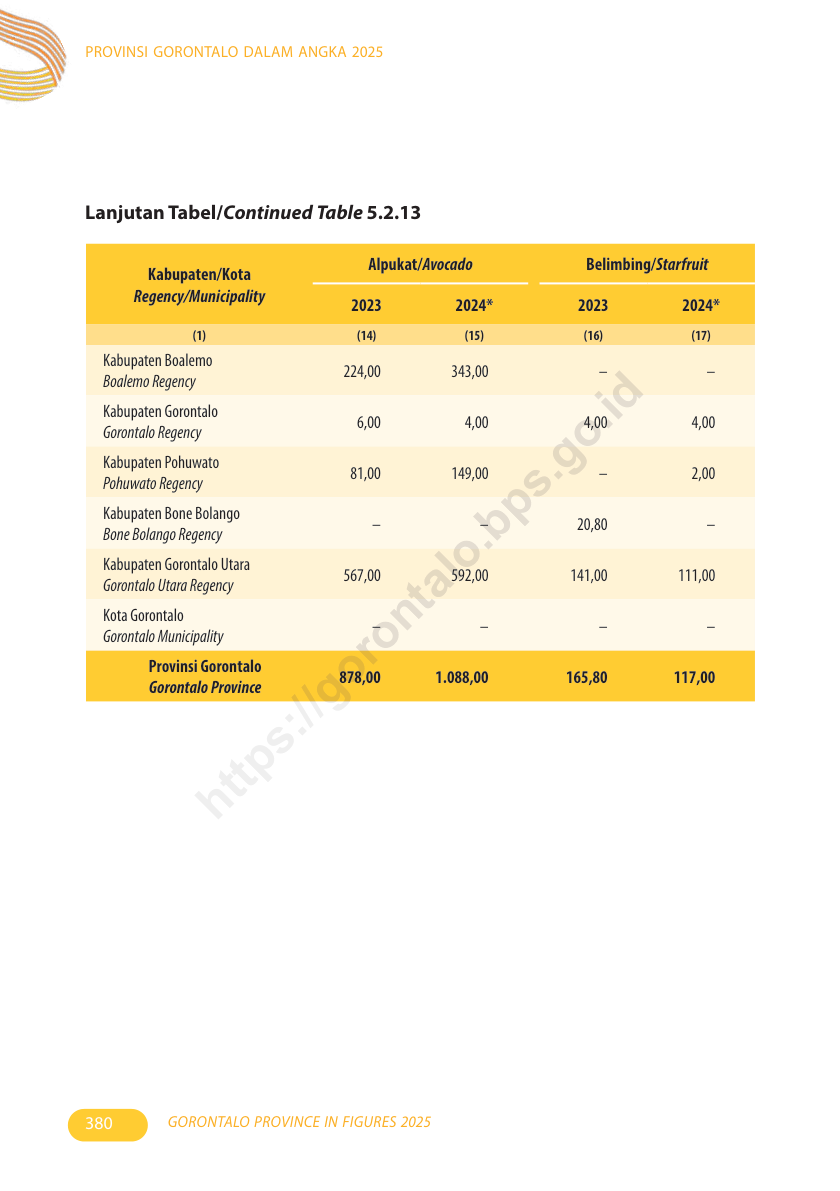 PROVINSI GORONTALO DALAM ANGKA 2025
Lanjutan Tabel/Continued Table 5.2.13
Kabupaten/Kota
Regency/Municipality
Alpukat/Avocado
Belimbing/Starfruit
2023
2024*
2023
2024*
(1)
(14)
(15)
(16)
(17)
Kabupaten Boalemo
Boalemo Regency
224,00
343,00
–
–
Kabupaten Gorontalo
Gorontalo Regency
6,00
4,00
4,00
4,00
Kabupaten Pohuwato
Pohuwato Regency
81,00
149,00
–
2,00
Kabupaten Bone Bolango
Bone Bolango Regency
–
–
20,80
–
Kabupaten Gorontalo Utara
Gorontalo Utara Regency
567,00
592,00
141,00
111,00
Kota Gorontalo
Gorontalo Municipality
–
–
–
–
Provinsi Gorontalo
Gorontalo Province
878,00
1.088,00
165,80
117,00
https://gorontalo.bps.go.id
380
GORONTALO PROVINCE IN FIGURES 2025